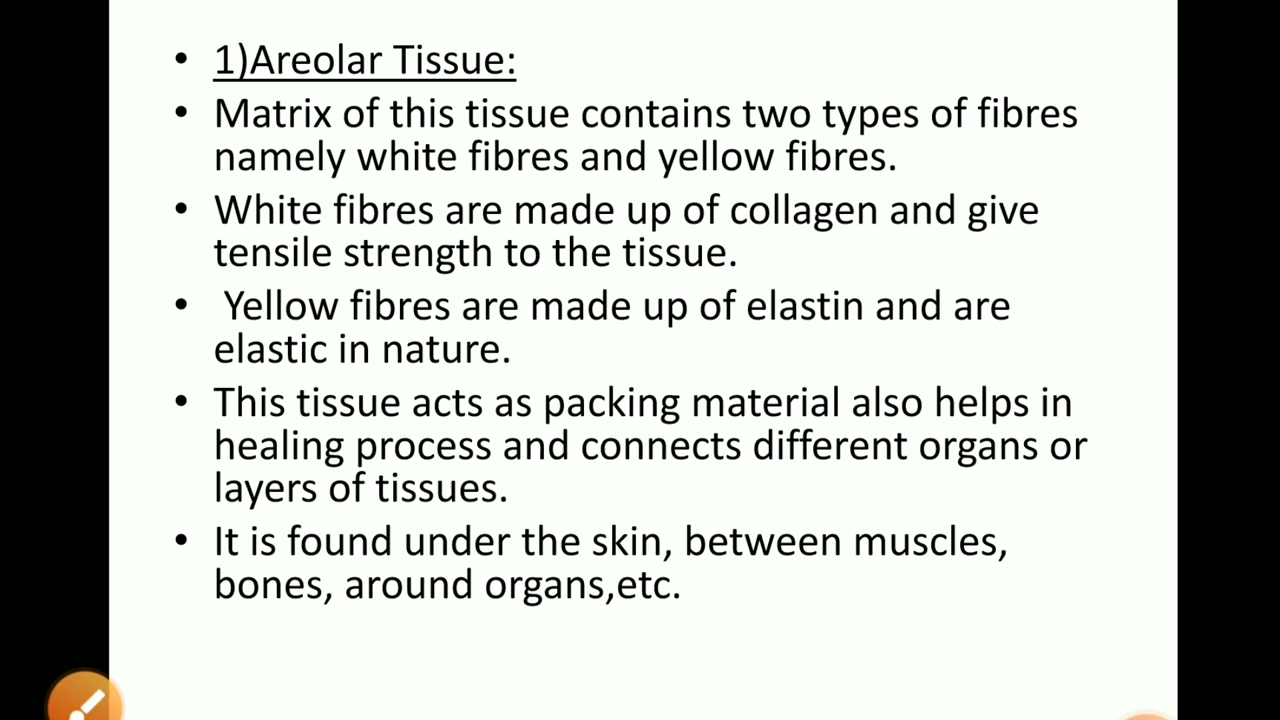 • 1)Areolar Tissue:
• Matrix of this tissue contains two types of fibres
namely white fibres and yellow fibres.
• White fibres are made up of collagen and give
tensile strength to the tissue.
• Yellow fibres are made up of elastin and are
elastic in nature.
• This tissue acts as packing material also helps in
healing process and connects different organs or
layers of tissues.
• It is found under the skin, between muscles,
bones, around organs,etc.